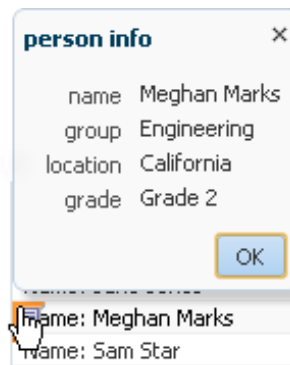 person info
name Meghan Marks
group Engineering
location California
grade Grade 2
OK
Name: Meghan Marks
Name: Sam Star